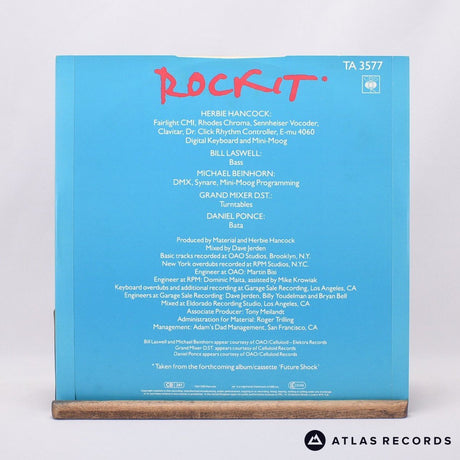 TA 3577
CBS
ROCKIT*
HERBIE HANCOCK:
Fairlight CMI, Rhodes Chroma, Sennheiser Vocoder,
Clavitar, Dr. Click Rhythm Controller, E-mu 4060
Digital Keyboard and Mini-Moog
BILL LASWELL:
Bass
MICHAEL BEINHORN:
DMX, Synare, Mini-Moog Programming
GRAND MIXER D.ST.:
Turntables
DANIEL PONCE:
Bata
Produced by Material and Herbie Hancock
Mixed by Dave Jerden
Basic tracks recorded at OAO Studios, Brooklyn, N.Y.
New York overdubs recorded at RPM Studios, N.Y.C.
Engineer at OAO: Martin Bisi
Engineer at RPM: Dominic Maita, assisted by Mike Krowiak
Keyboard overdubs and additional recording at Garage Sale Recording, Los Angeles, CA
Engineers at Garage Sale Recording: Dave Jerden, Billy Youdelman and Bryan Bell
Mixed at Eldorado Recording Studio, Los Angeles, CA
Associate Producer: Tony Meilandt
Administration for Material: Roger Trilling
Management: Adam's Dad Management, San Francisco, CA
Bill Laswell and Michael Beinhorn appear courtesy of OAO/Celluloid – Elektra Records
Grand Mixer D.ST appears courtesy of Celluloid Records
Daniel Ponce appears courtesy of OAO/Celluloid Records
* Taken from the forthcoming album/cassette 'Future Shock'
ATLAS RECORDS